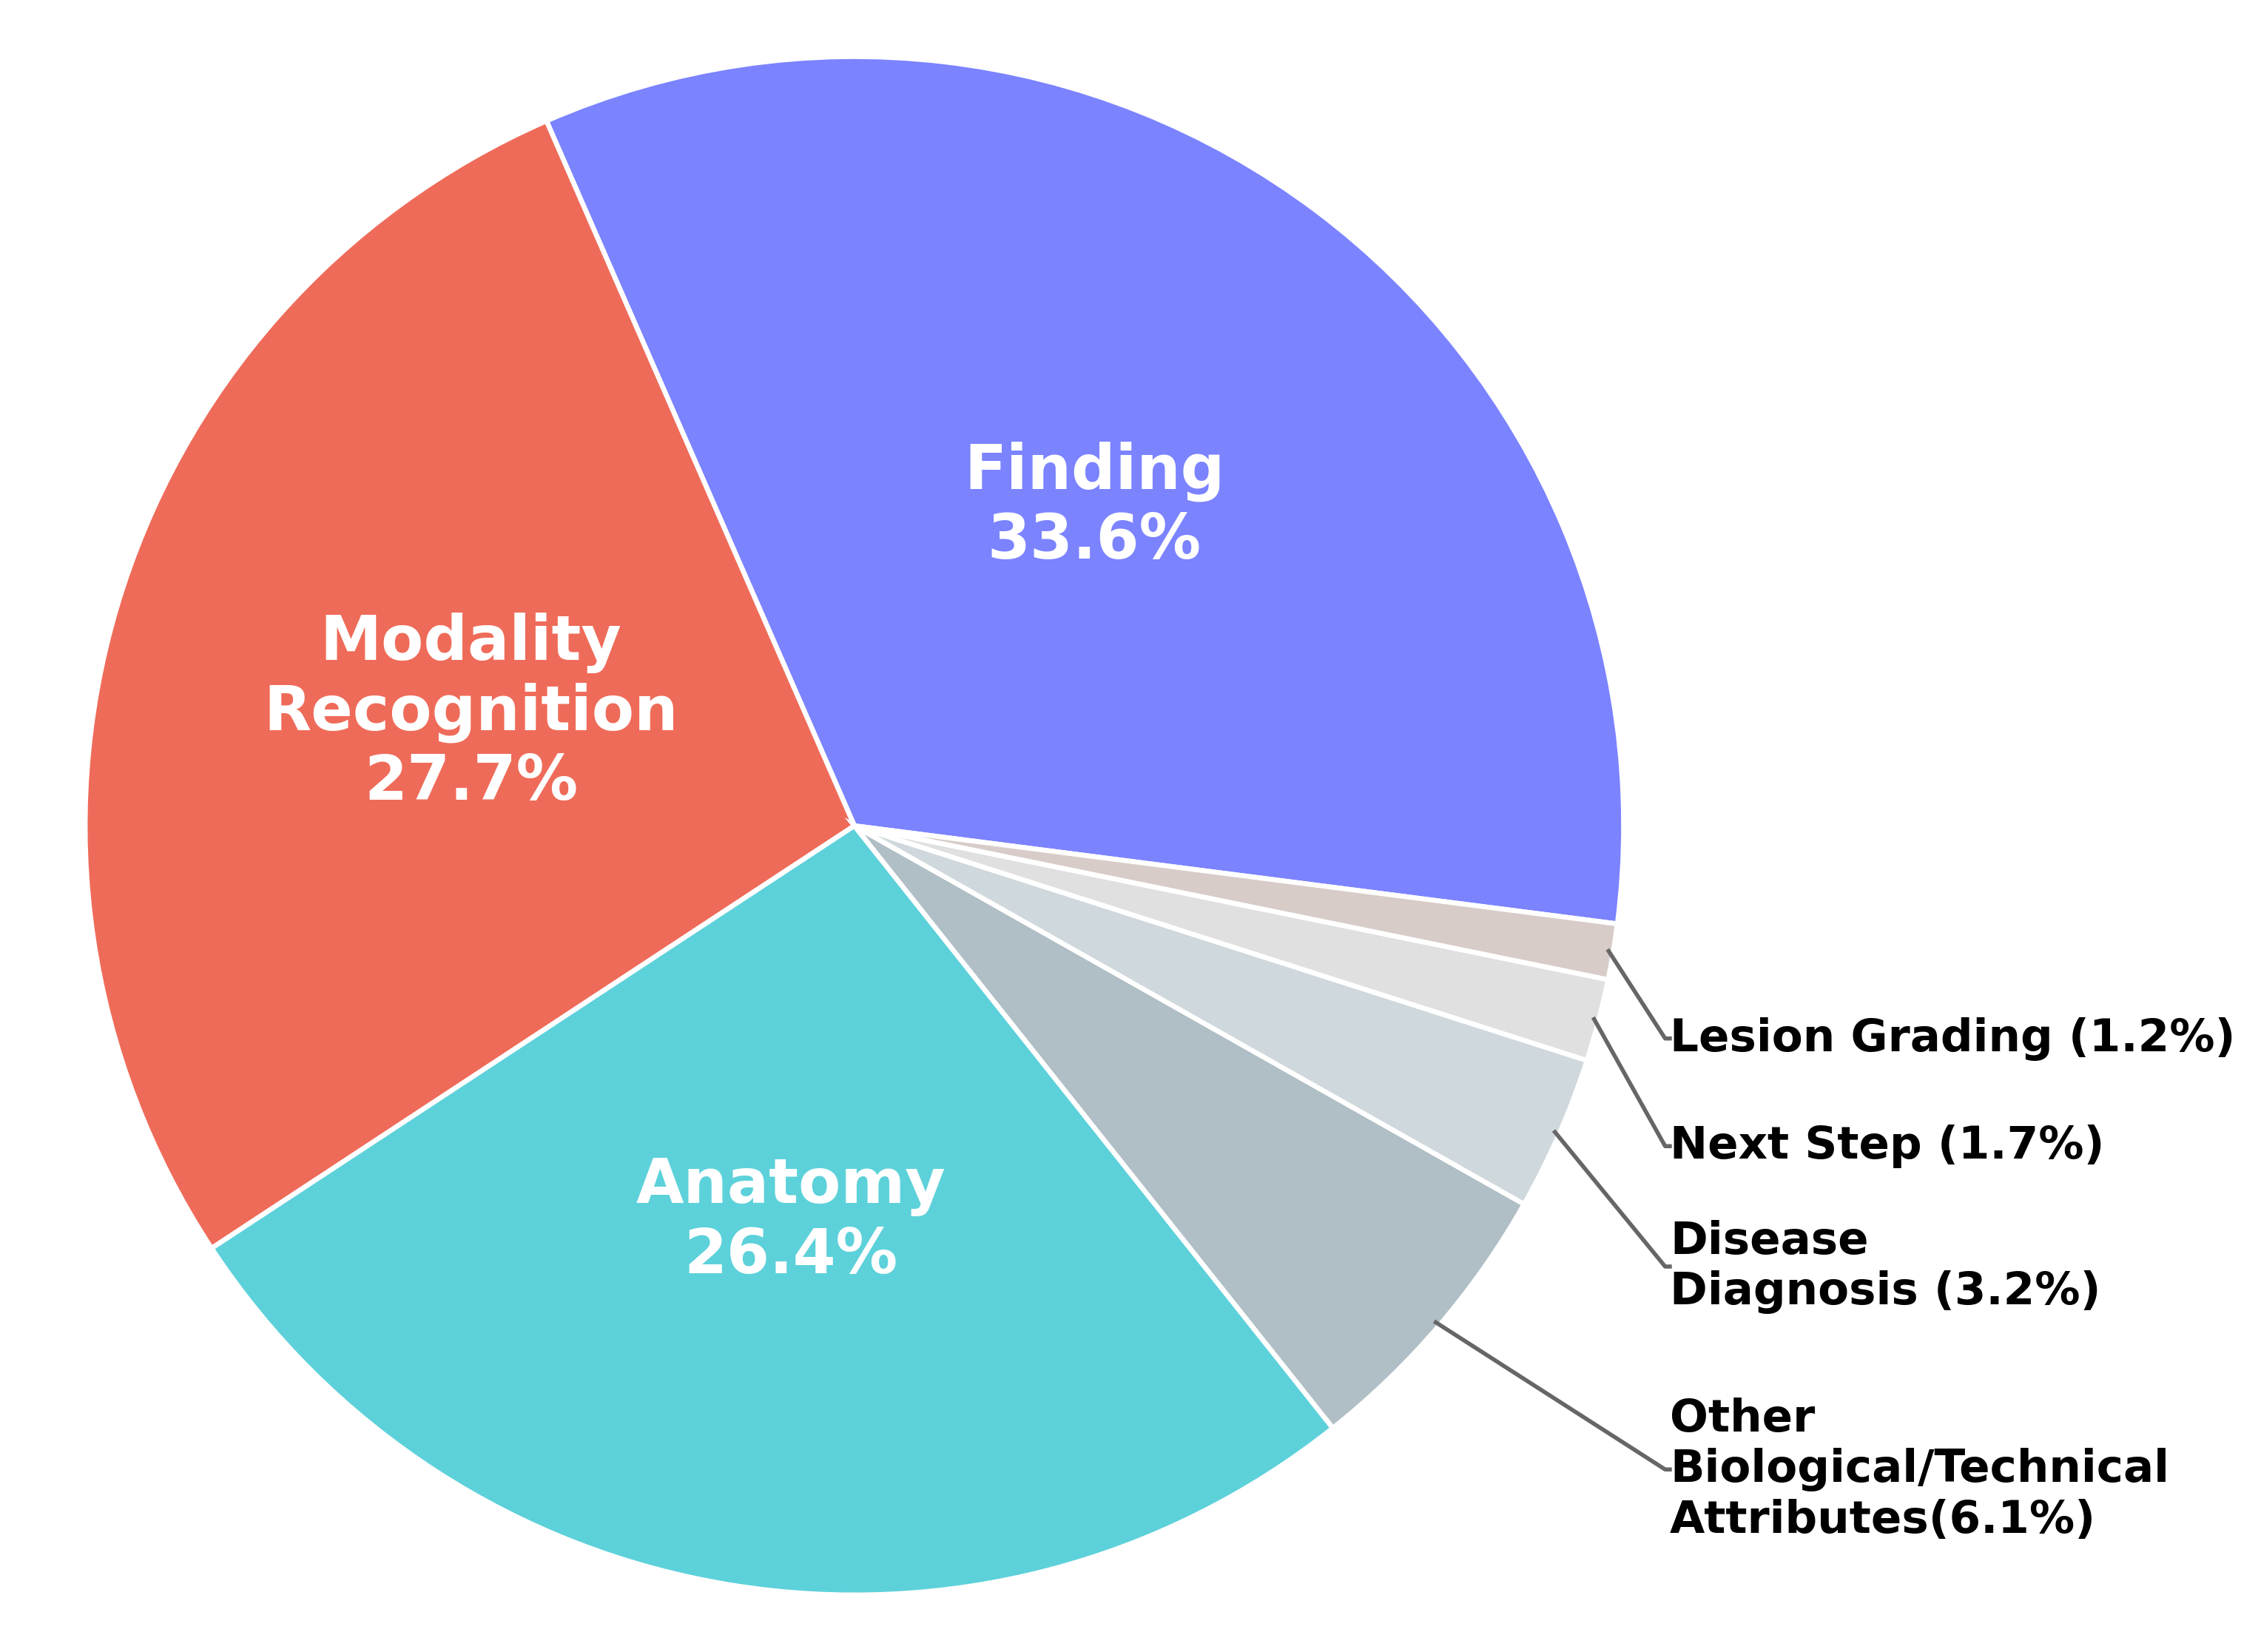 Finding
33.6%
Modality
Recognition
27.7%
Anatomy
26.4%
Lesion Grading (1.2%)
Next Step (1.7%)
Disease
Diagnosis (3.2%)
Other
Biological/Technical
Attributes(6.1%)